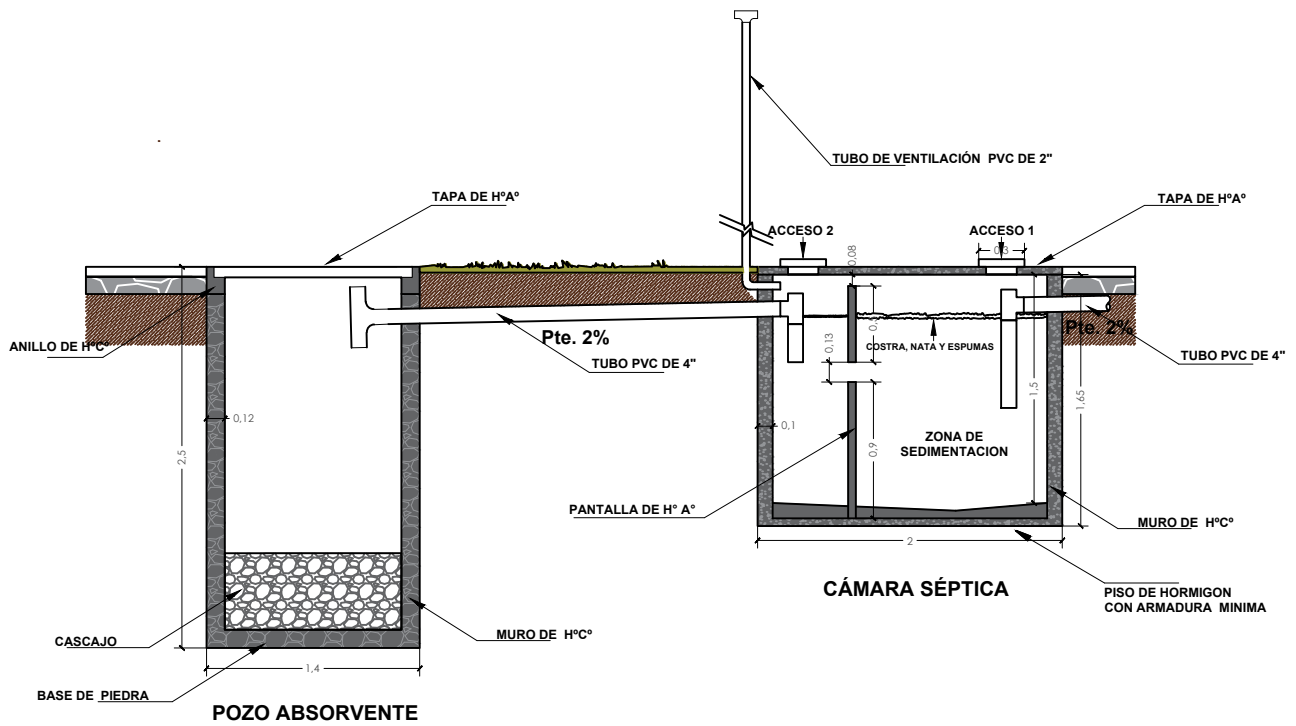 TUBO DE VENTILACIÓN PVC DE 2"
TAPA DE HºAº
TAPA DE HºAº
ACCESO 2
ACCESO 1
0,08
Pte. 2%
Pte. 2%
ANILLO DE HºCº
TUBO PVC DE 4"
COSTRA, NATA Y ESPUMAS
TUBO PVC DE 4"
0,13
1,5
1,65
0,12
0,1
2,5
0,9
ZONA DE
SEDIMENTACION
PANTALLA DE H° A°
MURO DE HºCº
2
CÁMARA SÉPTICA
PISO DE HORMIGON
CON ARMADURA MINIMA
CASCAJO
MURO DE HºCº
1,4
BASE DE PIEDRA
POZO ABSORVENTE